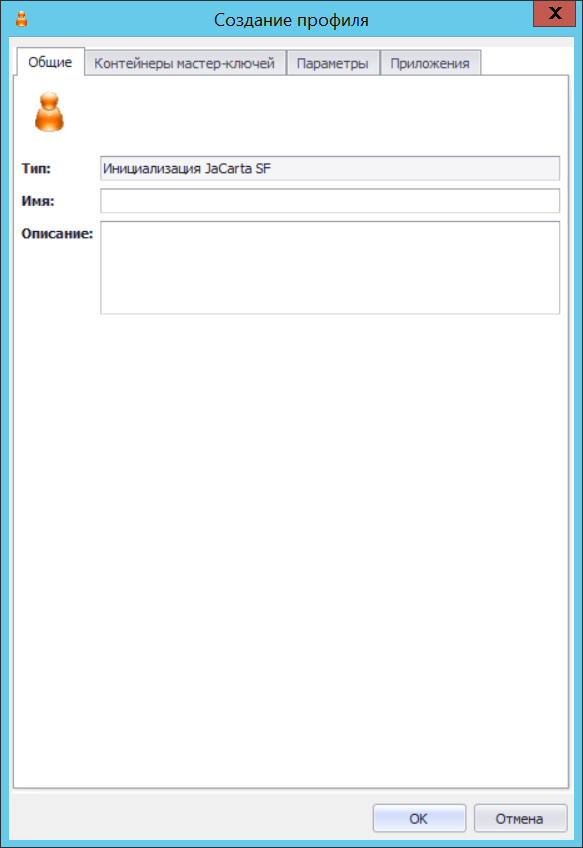 Создание профиля
Общие Контейнеры мастер-ключей Параметры Приложения
Тип: Инициализация JaCarta SF
Имя:
Описание:
OK Отмена